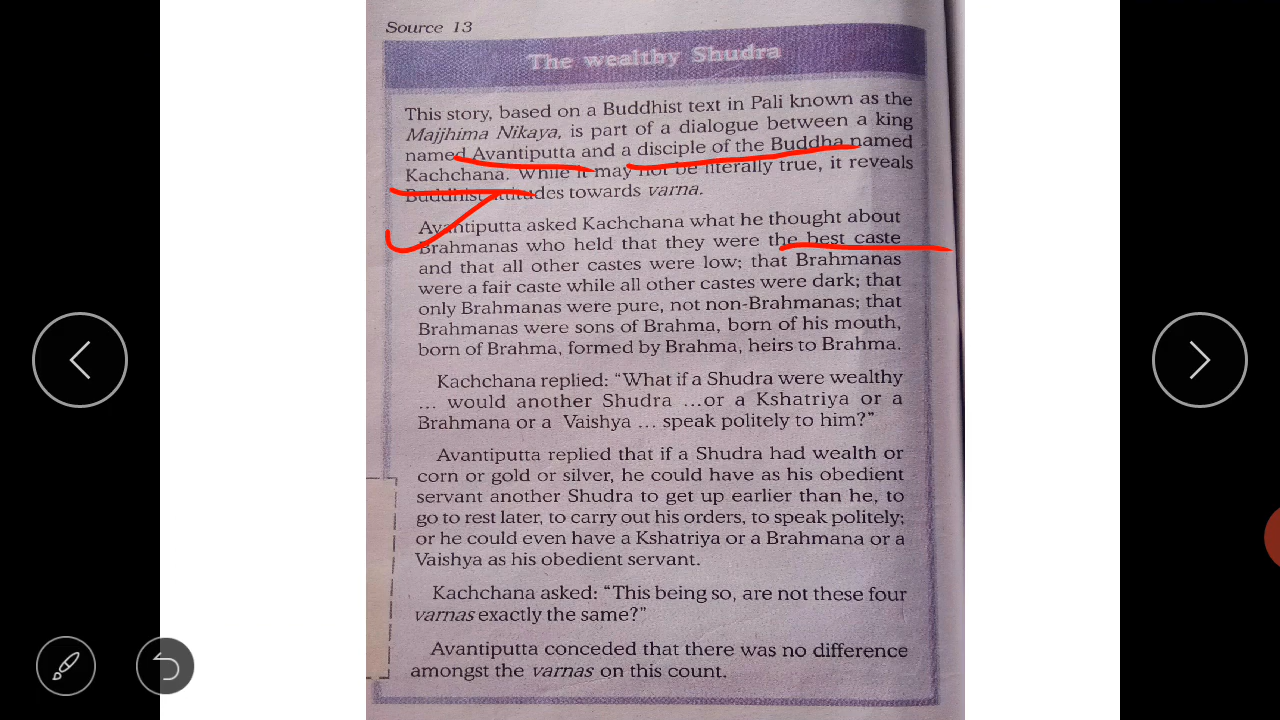 Source 13
The wealthy Shudra
This story, based on a Buddhist text in Pali known as the
Majjhima Nikaya, is part of a dialogue between a king
named Avantiputta and a disciple of the Buddha named
Kachchana. While it may not be literally true, it reveals
Buddhist attitudes towards varna.
Avantiputta asked Kachchana what he thought about
Brahmanas who held that they were the best caste
and that all other castes were low; that Brahmanas
were a fair caste while all other castes were dark; that
only Brahmanas were pure, not non-Brahmanas; that
Brahmanas were sons of Brahma, born of his mouth,
born of Brahma, formed by Brahma, heirs to Brahma.
Kachchana replied: “What if a Shudra were wealthy
... would another Shudra ...or a Kshatriya or a
Brahmana or a Vaishya ... speak politely to him?”
Avantiputta replied that if a Shudra had wealth or
corn or gold or silver, he could have as his obedient
servant another Shudra to get up earlier than he, to
go to rest later, to carry out his orders, to speak politely;
or he could even have a Kshatriya or a Brahmana or a
Vaishya as his obedient servant.
Kachchana asked: “This being so, are not these four
varnas exactly the same?”
Avantiputta conceded that there was no difference
amongst the varnas on this count.